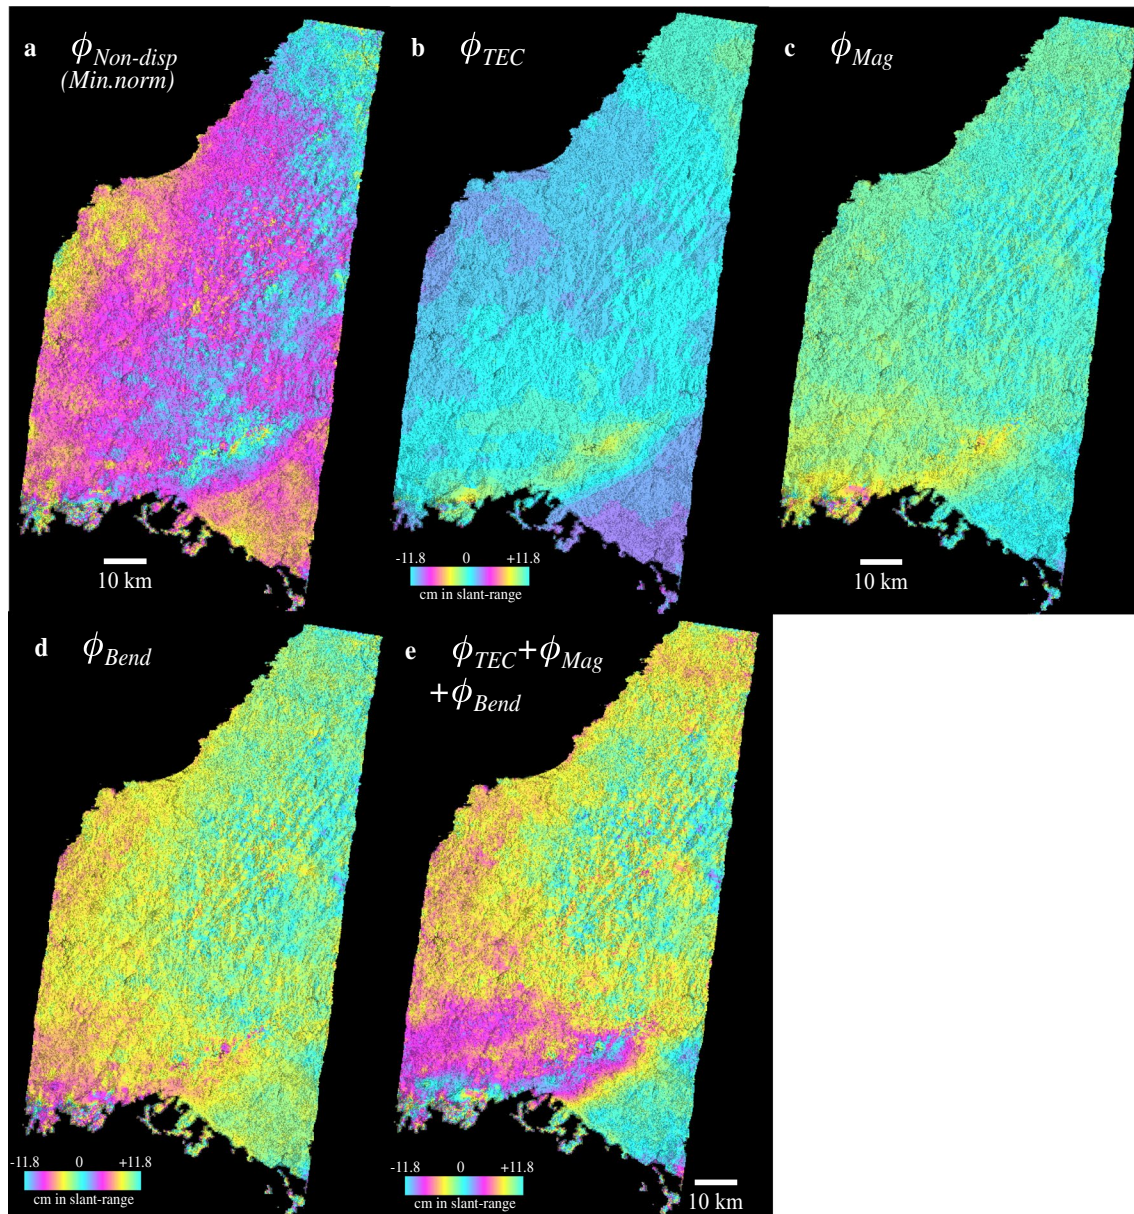 a ϕNon-disp
(Min.norm)
b ϕTEC
c ϕMag
10 km
-11.8 0 +11.8
cm in slant-range
10 km
d ϕBend
e ϕTEC+ϕMag
+ϕBend
-11.8 0 +11.8
cm in slant-range
-11.8 0 +11.8
cm in slant-range
10 km